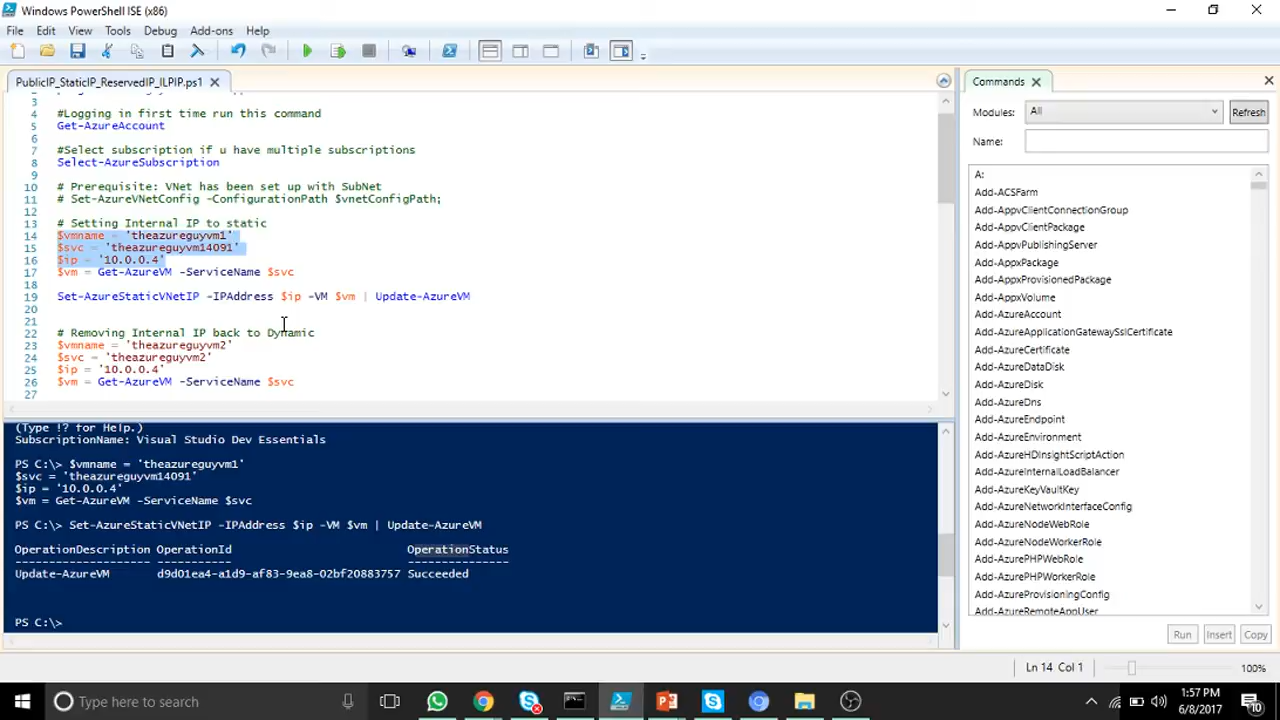 Windows PowerShell ISE (x86)
File Edit View Tools Debug Add-ons Help
PublicIP_StaticIP_ReservedIP_ILPIP.ps1
3
4 #Logging in first time run this command
5 Get-AzureAccount
6
7 #Select subscription if u have multiple subscriptions
8 Select-AzureSubscription
9
10 # Prerequisite: VNet has been set up with SubNet
11 # Set-AzureVNetConfig -ConfigurationPath $vnetConfigPath;
12
13 # Setting Internal IP to static
14 $vmname = 'theazureguyvm1'
15 $svc = 'theazureguyvm14091'
16 $ip = '10.0.0.4'
17 $vm = Get-AzureVM -ServiceName $svc
18
19 Set-AzureStaticVNetIP -IPAddress $ip -VM $vm | Update-AzureVM
20
21
22 # Removing Internal IP back to Dynamic
23 $vmname = 'theazureguyvm2'
24 $svc = 'theazureguyvm2'
25 $ip = '10.0.0.4'
26 $vm = Get-AzureVM -ServiceName $svc
27
(Type !? for Help.)
SubscriptionName: Visual Studio Dev Essentials
PS C:\> $vmname = 'theazureguyvm1'
$svc = 'theazureguyvm14091'
$ip = '10.0.0.4'
$vm = Get-AzureVM -ServiceName $svc
PS C:\> Set-AzureStaticVNetIP -IPAddress $ip -VM $vm | Update-AzureVM
OperationDescription OperationId OperationStatus
-------------------- ----------- ---------------
Update-AzureVM d9d01ea4-a1d9-af83-9ea8-02bf20883757 Succeeded
PS C:\>
Commands
Modules: All Refresh
Name:
A:
Add-ACSFarm
Add-AppvClientConnectionGroup
Add-AppvClientPackage
Add-AppvPublishingServer
Add-AppxPackage
Add-AppxProvisionedPackage
Add-AppxVolume
Add-AzureAccount
Add-AzureApplicationGatewaySslCertificate
Add-AzureCertificate
Add-AzureDataDisk
Add-AzureDisk
Add-AzureDns
Add-AzureEndpoint
Add-AzureEnvironment
Add-AzureHDInsightScriptAction
Add-AzureInternalLoadBalancer
Add-AzureKeyVaultKey
Add-AzureNetworkInterfaceConfig
Add-AzureNodeWebRole
Add-AzureNodeWorkerRole
Add-AzurePHPWebRole
Add-AzurePHPWorkerRole
Add-AzureProvisioningConfig
Add-AzureRemoteAppUser
Run Insert Copy
Ln 14 Col 1 100%
Type here to search
1:57 PM
6/8/2017
10